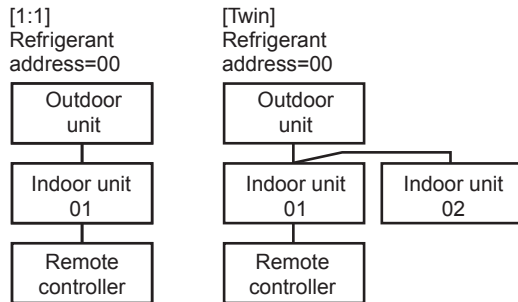 [1:1]
Refrigerant
address=00
Outdoor
unit
Indoor unit
01
Remote
controller
[Twin]
Refrigerant
address=00
Outdoor
unit
Indoor unit
01
Indoor unit
02
Remote
controller